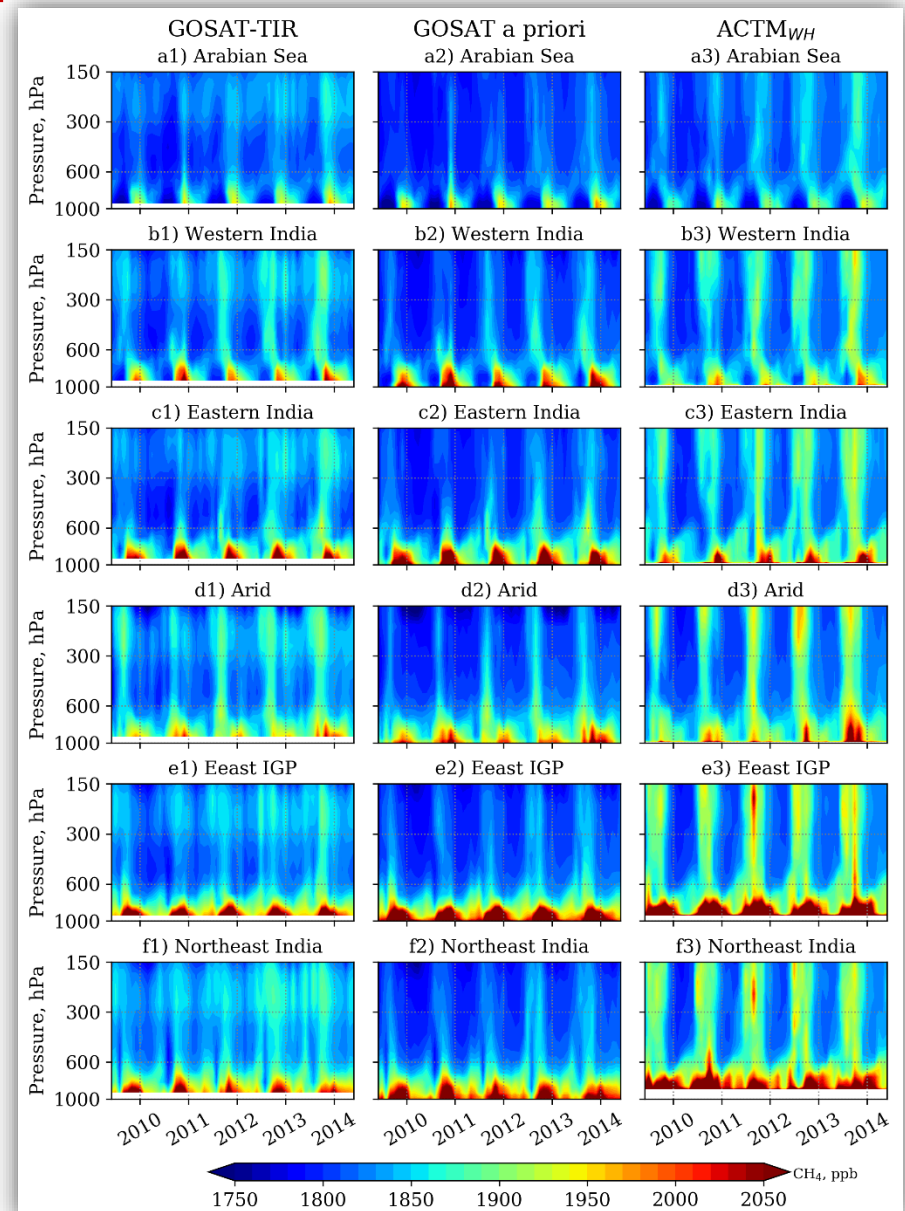 GOSAT-TIR GOSAT a priori ACTM_WH
a1) Arabian Sea a2) Arabian Sea a3) Arabian Sea
150
300
600
1000
Pressure, hPa
b1) Western India b2) Western India b3) Western India
150
300
600
1000
Pressure, hPa
c1) Eastern India c2) Eastern India c3) Eastern India
150
300
600
1000
Pressure, hPa
d1) Arid d2) Arid d3) Arid
150
300
600
1000
Pressure, hPa
e1) Eeast IGP e2) Eeast IGP e3) Eeast IGP
150
300
600
1000
Pressure, hPa
f1) Northeast India f2) Northeast India f3) Northeast India
150
300
600
1000
Pressure, hPa
2010 2011 2012 2013 2014 2010 2011 2012 2013 2014 2010 2011 2012 2013 2014
CH₄, ppb
1750 1800 1850 1900 1950 2000 2050